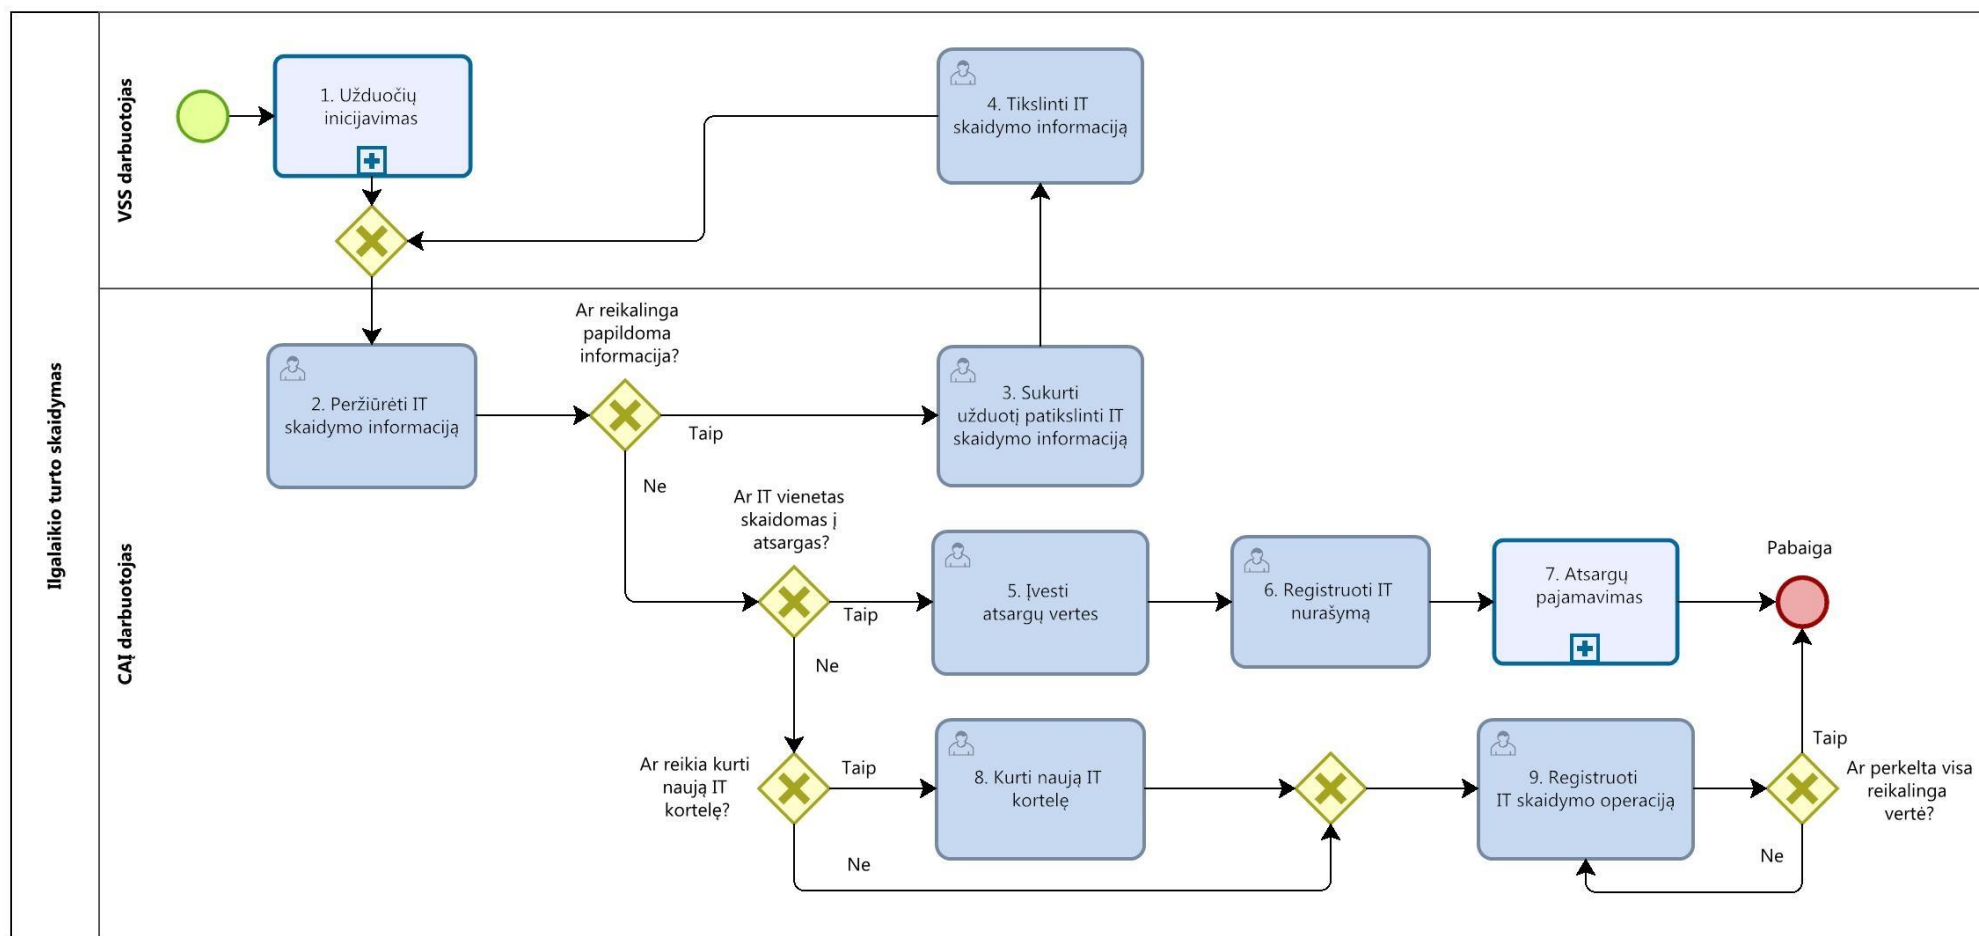 Ilgalaikio turto skaidymas
VSS darbuotojas
1. Užduočių
inicijavimas
4. Tikslinti IT
skaidymo informaciją
CAĮ darbuotojas
2. Peržiūrėti IT
skaidymo informaciją
Ar reikalinga
papildoma
informacija?
Taip
Ne
3. Sukurti
užduotį patikslinti IT
skaidymo informaciją
Ar IT vienetas
skaidomas į
atsargas?
Taip
Ne
5. Įvesti
atsargų vertes
6. Registruoti IT
nurašymą
7. Atsargų
pajamavimas
Pabaiga
Ar reikia kurti
naują IT
kortelę?
Taip
Ne
8. Kurti naują IT
kortelę
9. Registruoti
IT skaidymo operaciją
Taip
Ar perkelta visa
reikalinga
vertė?
Ne